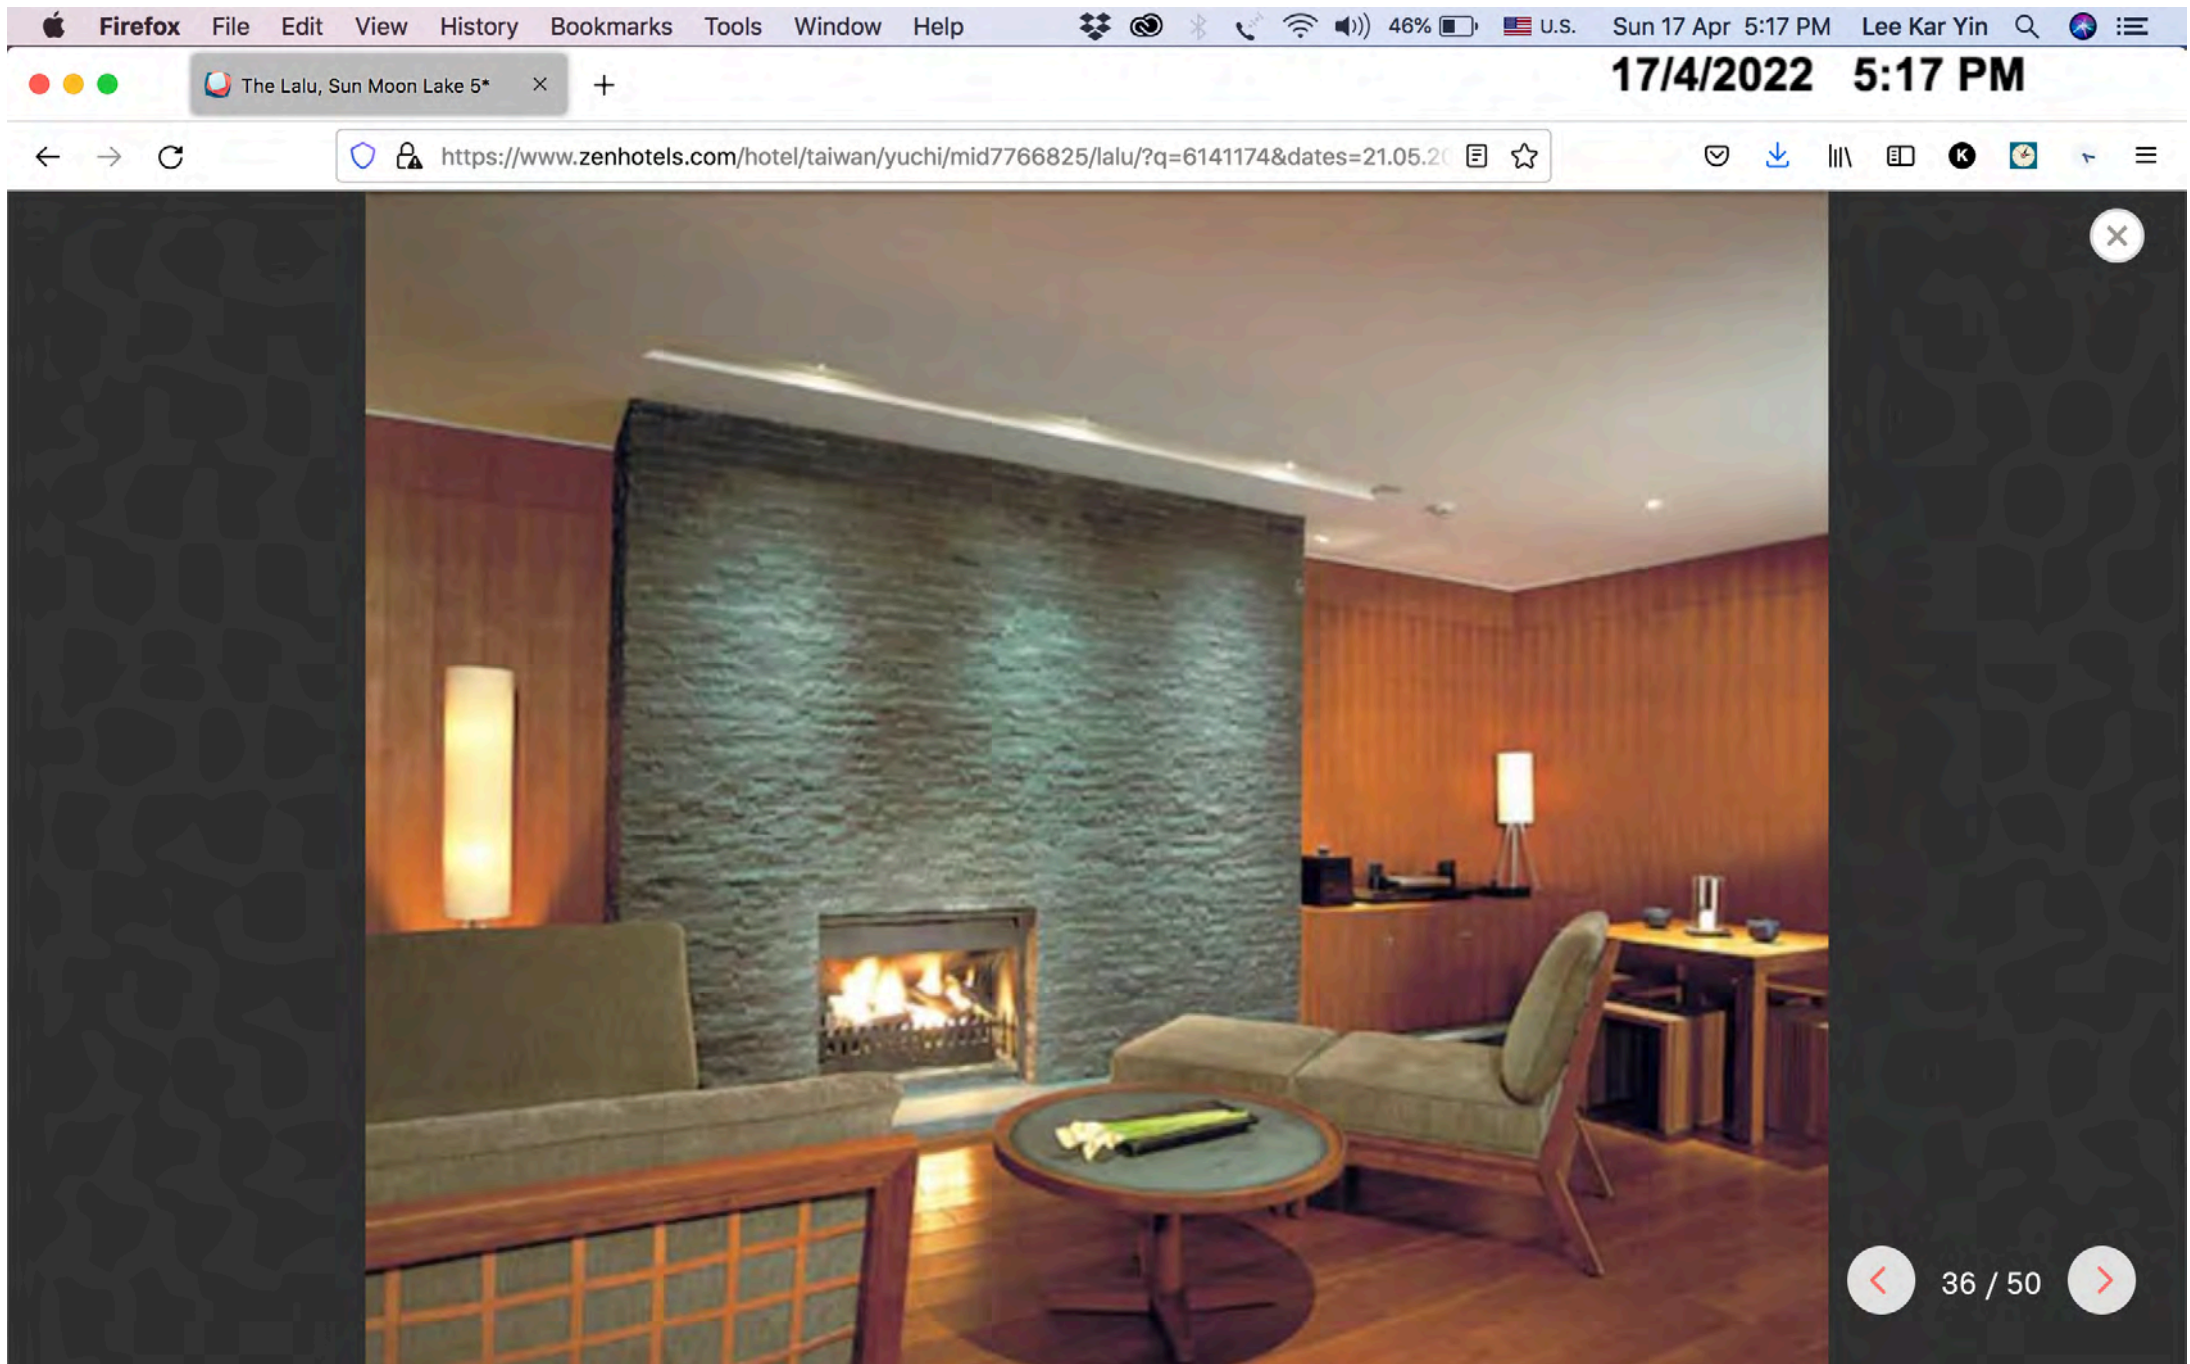 Firefox File Edit View History Bookmarks Tools Window Help 46% U.S. Sun 17 Apr 5:17 PM Lee Kar Yin
The Lalu, Sun Moon Lake 5*
17/4/2022 5:17 PM
https://www.zenhotels.com/hotel/taiwan/yuchi/mid7766825/lalu/?q=6141174&dates=21.05.20
K
36 / 50